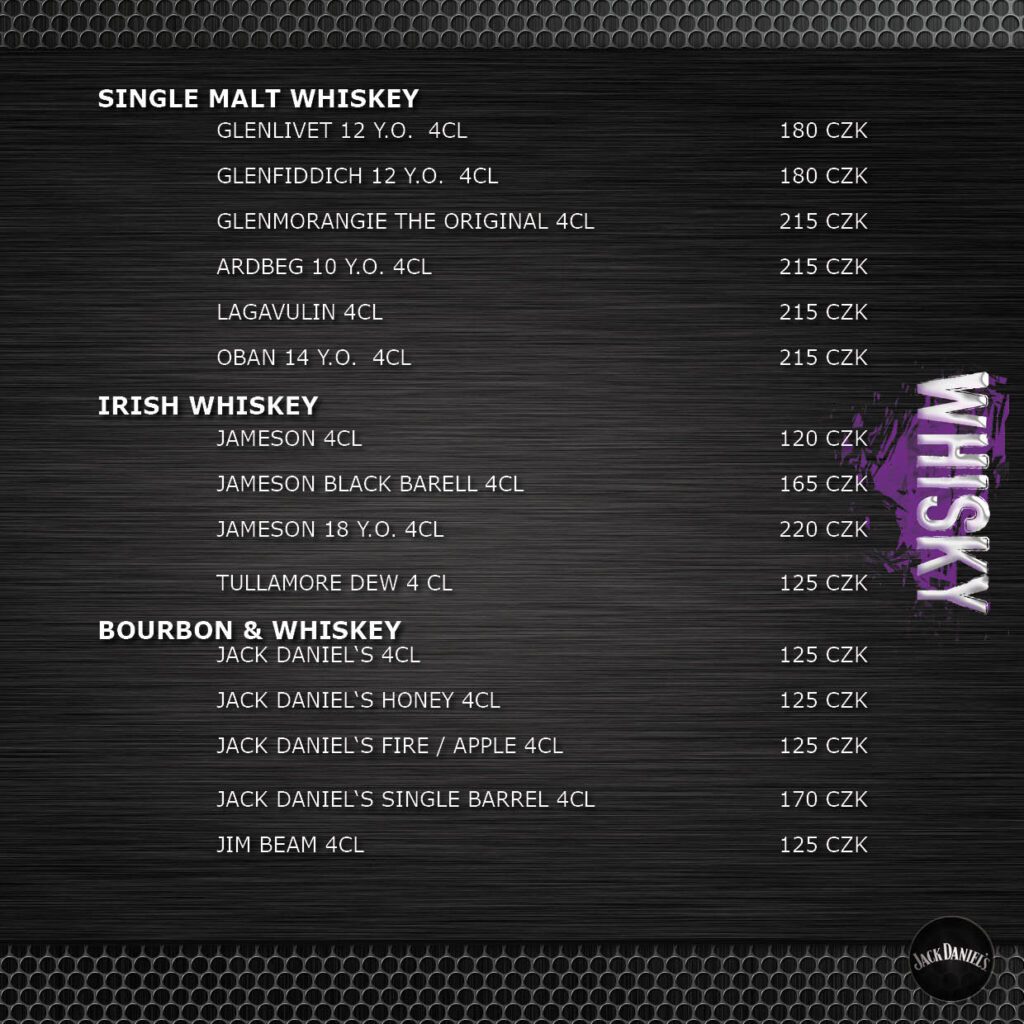 SINGLE MALT WHISKEY
GLENLIVET 12 Y.O.  4CL 180 CZK
GLENFIDDICH 12 Y.O.  4CL 180 CZK
GLENMORANGIE THE ORIGINAL 4CL 215 CZK
ARDBEG 10 Y.O. 4CL 215 CZK
LAGAVULIN 4CL 215 CZK
OBAN 14 Y.O.  4CL 215 CZK
IRISH WHISKEY
JAMESON 4CL 120 CZK
JAMESON BLACK BARELL 4CL 165 CZK
JAMESON 18 Y.O. 4CL 220 CZK
TULLAMORE DEW 4 CL 125 CZK
BOURBON & WHISKEY
JACK DANIEL‘S 4CL 125 CZK
JACK DANIEL‘S HONEY 4CL 125 CZK
JACK DANIEL‘S FIRE / APPLE 4CL 125 CZK
JACK DANIEL‘S SINGLE BARREL 4CL 170 CZK
JIM BEAM 4CL 125 CZK
WHISKY
JACK DANIEL'S